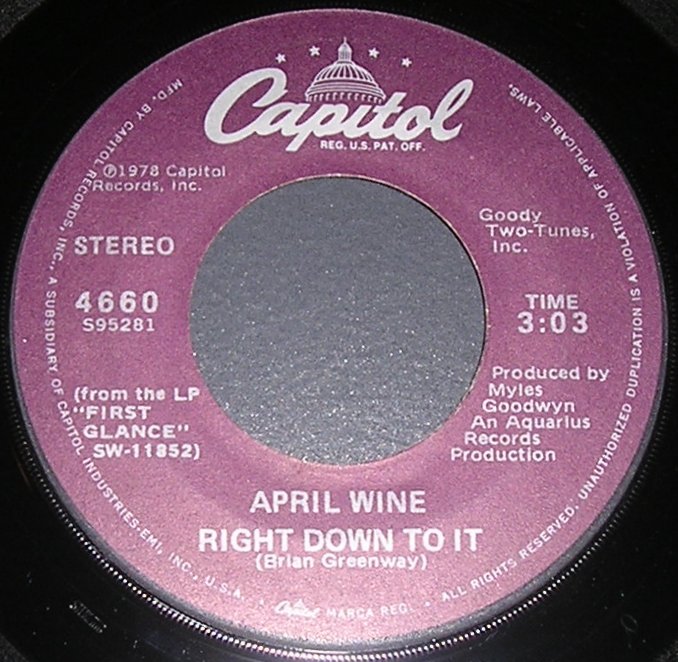 Capitol
REG. U.S. PAT. OFF.
MFD. BY CAPITOL RECORDS, INC., A SUBSIDIARY OF CAPITOL INDUSTRIES-EMI, INC., U.S.A. • Capitol MARCA REG. • ALL RIGHTS RESERVED. UNAUTHORIZED DUPLICATION IS A VIOLATION OF APPLICABLE LAWS.
℗1978 Capitol
Records, Inc.
STEREO
4660
S95281
(from the LP
"FIRST
GLANCE"
SW-11852)
Goody
Two-Tunes,
Inc.
TIME
3:03
Produced by
Myles
Goodwyn
An Aquarius
Records
Production
APRIL WINE
RIGHT DOWN TO IT
(Brian Greenway)